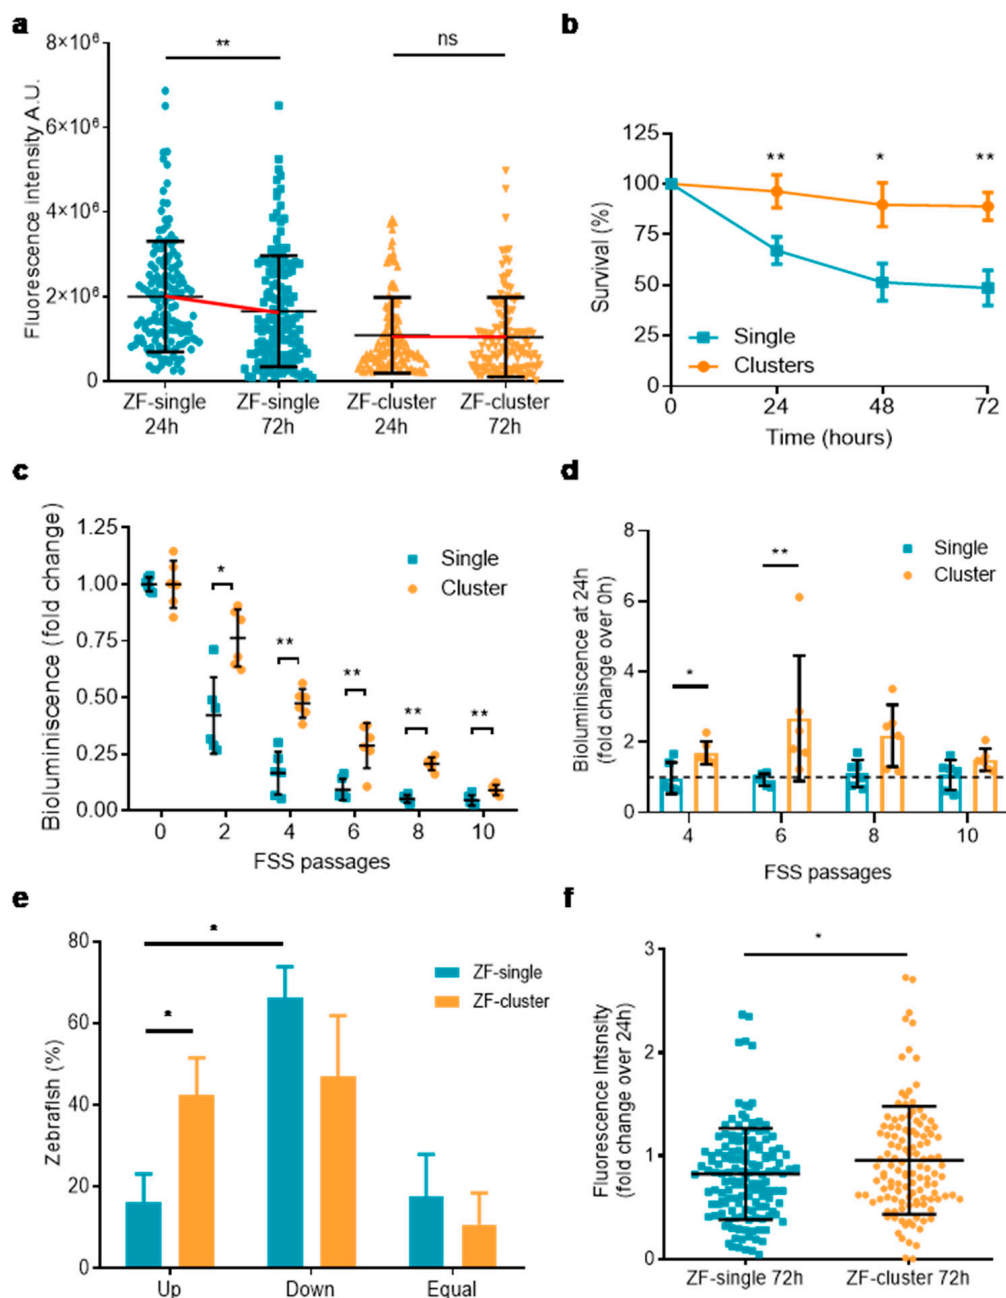 a
Fluorescence intensity A.U.
8×10⁶
6×10⁶
4×10⁶
2×10⁶
0
**
ns
ZF-single 24h
ZF-single 72h
ZF-cluster 24h
ZF-cluster 72h
b
Survival (%)
125
100
75
50
25
0
**
*
**
Single
Clusters
0 24 48 72
Time (hours)
c
Bioluminiscence (fold change)
1.25
1.00
0.75
0.50
0.25
0.00
Single
Cluster
*
**
**
**
**
0 2 4 6 8 10
FSS passages
d
Bioluminiscence at 24h
(fold change over 0h)
8
6
4
2
0
Single
Cluster
*
**
4 6 8 10
FSS passages
e
Zebrafish (%)
80
60
40
20
0
*
*
ZF-single
ZF-cluster
Up Down Equal
f
Fluorescence Intsnsity
(fold change over 24h)
3
2
1
0
*
ZF-single 72h ZF-cluster 72h